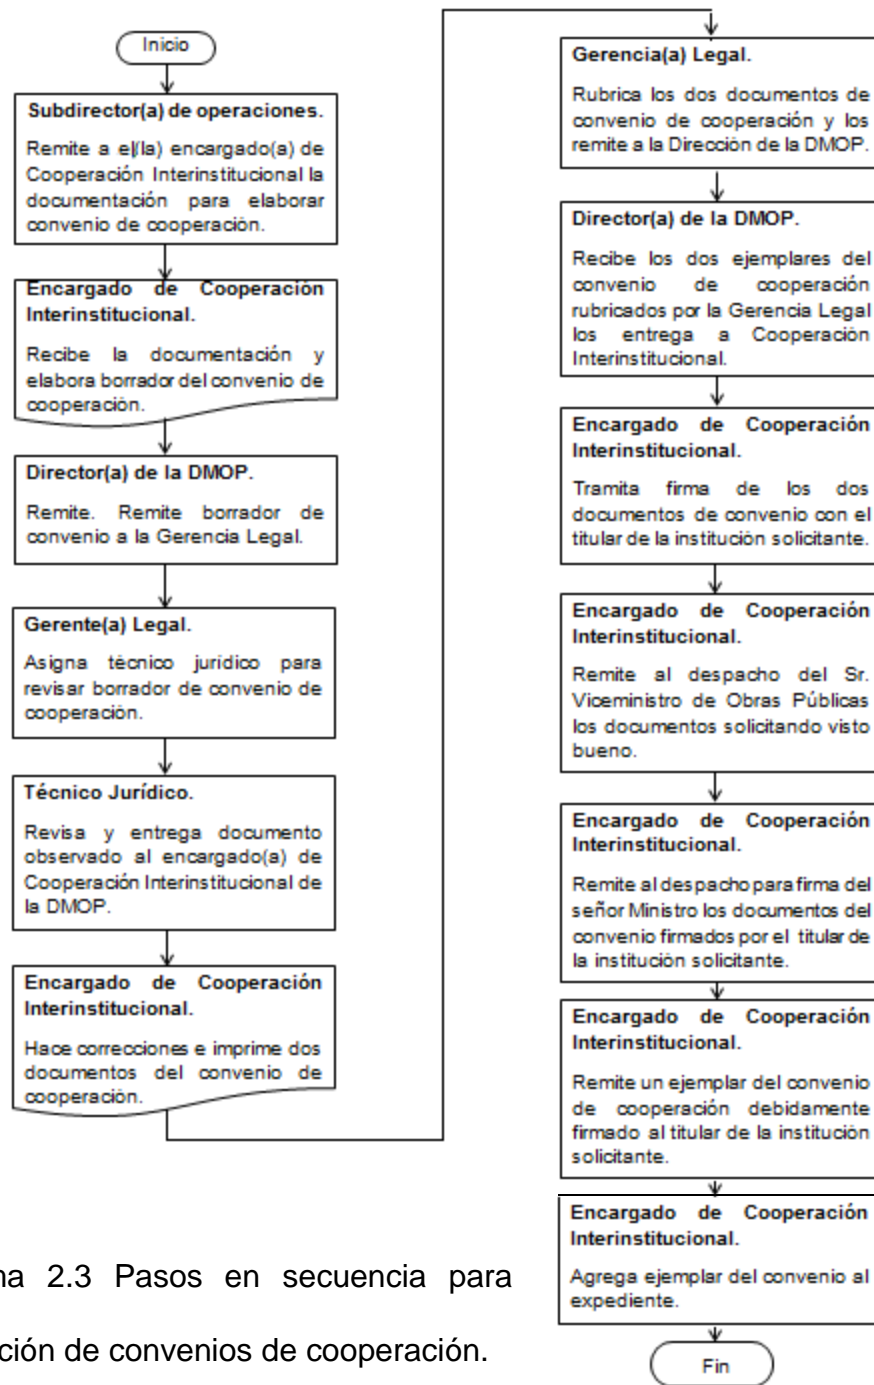 Inicio
Subdirector(a) de operaciones.
Remite a el(la) encargado(a) de
Cooperación Interinstitucional la
documentación para elaborar
convenio de cooperación.
Encargado de Cooperación
Interinstitucional.
Recibe la documentación y
elabora borrador del convenio de
cooperación.
Director(a) de la DMOP.
Remite. Remite borrador de
convenio a la Gerencia Legal.
Gerente(a) Legal.
Asigna técnico jurídico para
revisar borrador de convenio de
cooperación.
Técnico Jurídico.
Revisa y entrega documento
observado al encargado(a) de
Cooperación Interinstitucional de
la DMOP.
Encargado de Cooperación
Interinstitucional.
Hace correcciones e imprime dos
documentos del convenio de
cooperación.
Gerencia(a) Legal.
Rubrica los dos documentos de
convenio de cooperación y los
remite a la Dirección de la DMOP.
Director(a) de la DMOP.
Recibe los dos ejemplares del
convenio de cooperación
rubricados por la Gerencia Legal
los entrega a Cooperación
Interinstitucional.
Encargado de Cooperación
Interinstitucional.
Tramita firma de los dos
documentos de convenio con el
titular de la institución solicitante.
Encargado de Cooperación
Interinstitucional.
Remite al despacho del Sr.
Viceministro de Obras Públicas
los documentos solicitando visto
bueno.
Encargado de Cooperación
Interinstitucional.
Remite al despacho para firma del
señor Ministro los documentos del
convenio firmados por el titular de
la institución solicitante.
Encargado de Cooperación
Interinstitucional.
Remite un ejemplar del convenio
de cooperación debidamente
firmado al titular de la institución
solicitante.
Encargado de Cooperación
Interinstitucional.
Agrega ejemplar del convenio al
expediente.
Fin
na 2.3 Pasos en secuencia para
ción de convenios de cooperación.